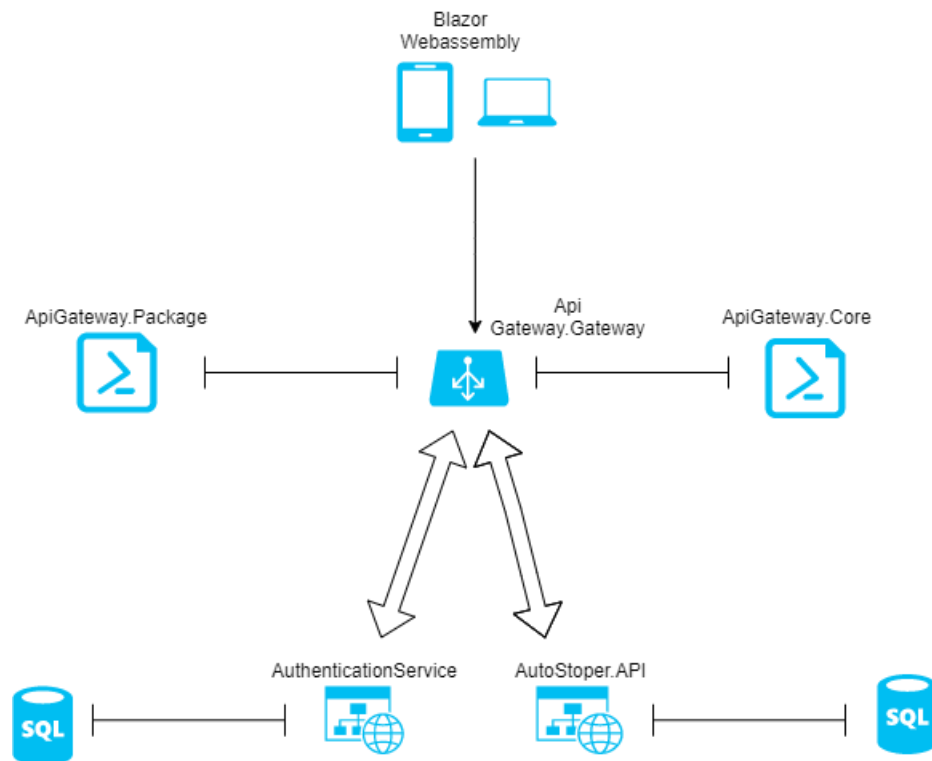 Blazor
Webassembly
ApiGateway.Package
Api
Gateway.Gateway
ApiGateway.Core
AuthenticationService
AutoStoper.API
SQL
SQL